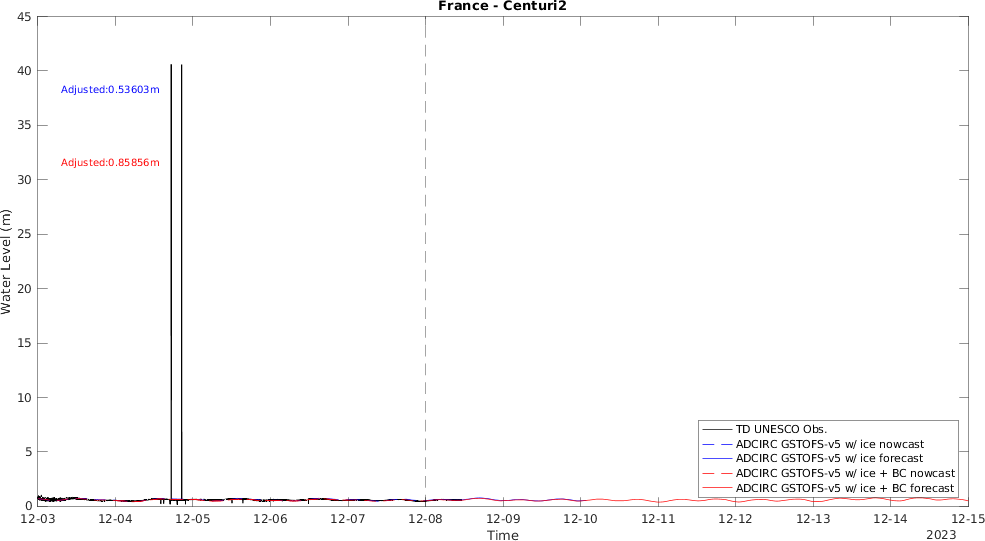 France - Centuri2
45
40
35
30
25
20
15
10
5
0
Water Level (m)
Adjusted:0.53603m
Adjusted:0.85856m
TD UNESCO Obs.
ADCIRC GSTOFS-v5 w/ ice nowcast
ADCIRC GSTOFS-v5 w/ ice forecast
ADCIRC GSTOFS-v5 w/ ice + BC nowcast
ADCIRC GSTOFS-v5 w/ ice + BC forecast
12-03 12-04 12-05 12-06 12-07 12-08 12-09 12-10 12-11 12-12 12-13 12-14 12-15
Time
2023